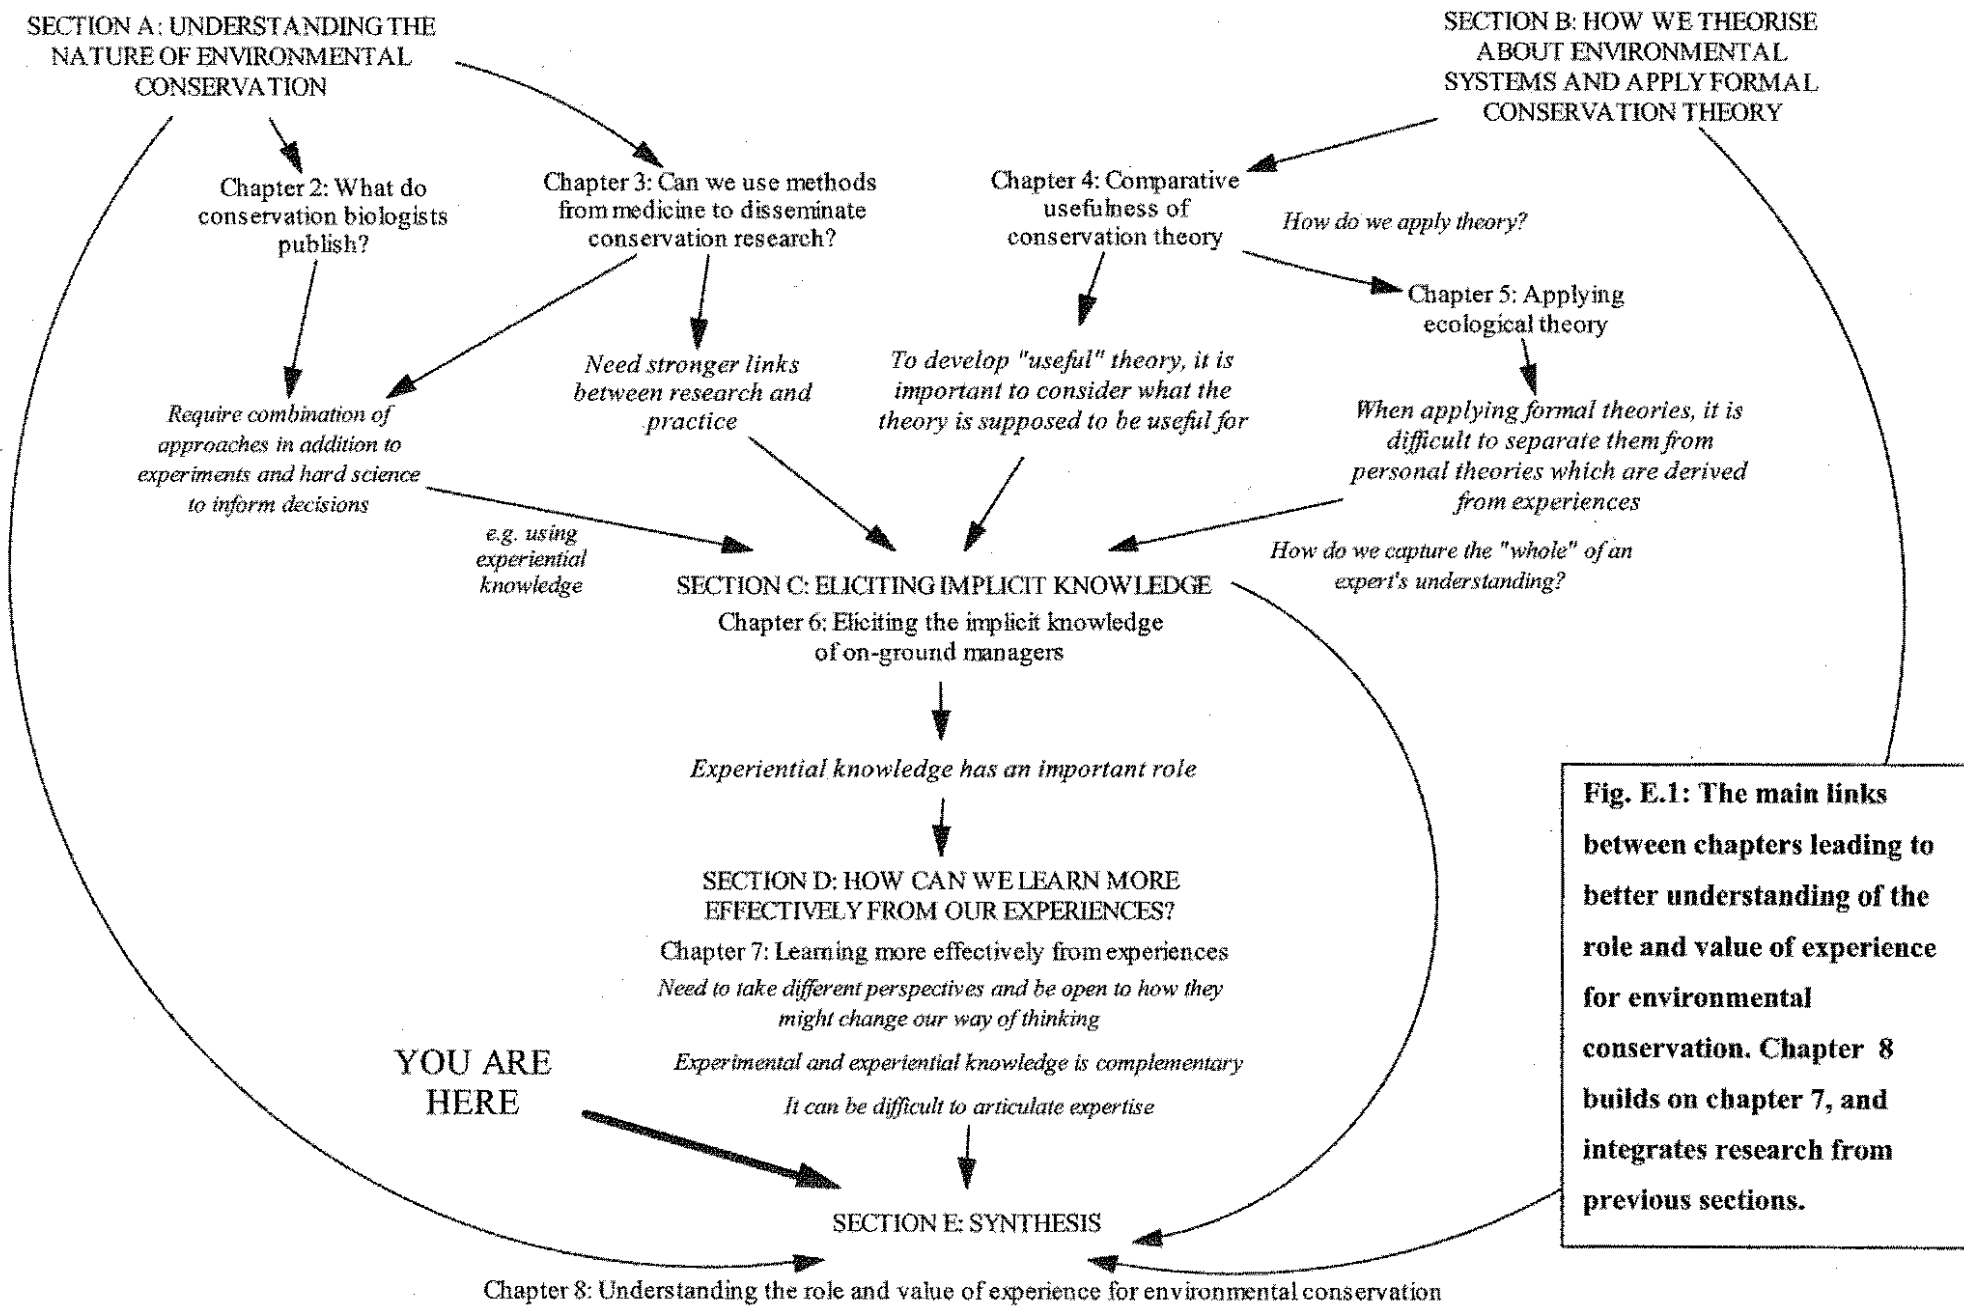 SECTION A: UNDERSTANDING THE
NATURE OF ENVIRONMENTAL
CONSERVATION
SECTION B: HOW WE THEORISE
ABOUT ENVIRONMENTAL
SYSTEMS AND APPLY FORMAL
CONSERVATION THEORY
Chapter 2: What do
conservation biologists
publish?
Chapter 3: Can we use methods
from medicine to disseminate
conservation research?
Chapter 4: Comparative
usefulness of
conservation theory
How do we apply theory?
Chapter 5: Applying
ecological theory
Require combination of
approaches in addition to
experiments and hard science
to inform decisions
Need stronger links
between research and
practice
To develop "useful" theory, it is
important to consider what the
theory is supposed to be useful for
When applying formal theories, it is
difficult to separate them from
personal theories which are derived
from experiences
e.g. using
experiential
knowledge
How do we capture the "whole" of an
expert's understanding?
SECTION C: ELICITING IMPLICIT KNOWLEDGE
Chapter 6: Eliciting the implicit knowledge
of on-ground managers
Experiential knowledge has an important role
SECTION D: HOW CAN WE LEARN MORE
EFFECTIVELY FROM OUR EXPERIENCES?
Chapter 7: Learning more effectively from experiences
Need to take different perspectives and be open to how they
might change our way of thinking
Experimental and experiential knowledge is complementary
It can be difficult to articulate expertise
YOU ARE
HERE
SECTION E: SYNTHESIS
Chapter 8: Understanding the role and value of experience for environmental conservation
Fig. E.1: The main links
between chapters leading to
better understanding of the
role and value of experience
for environmental
conservation. Chapter 8
builds on chapter 7, and
integrates research from
previous sections.